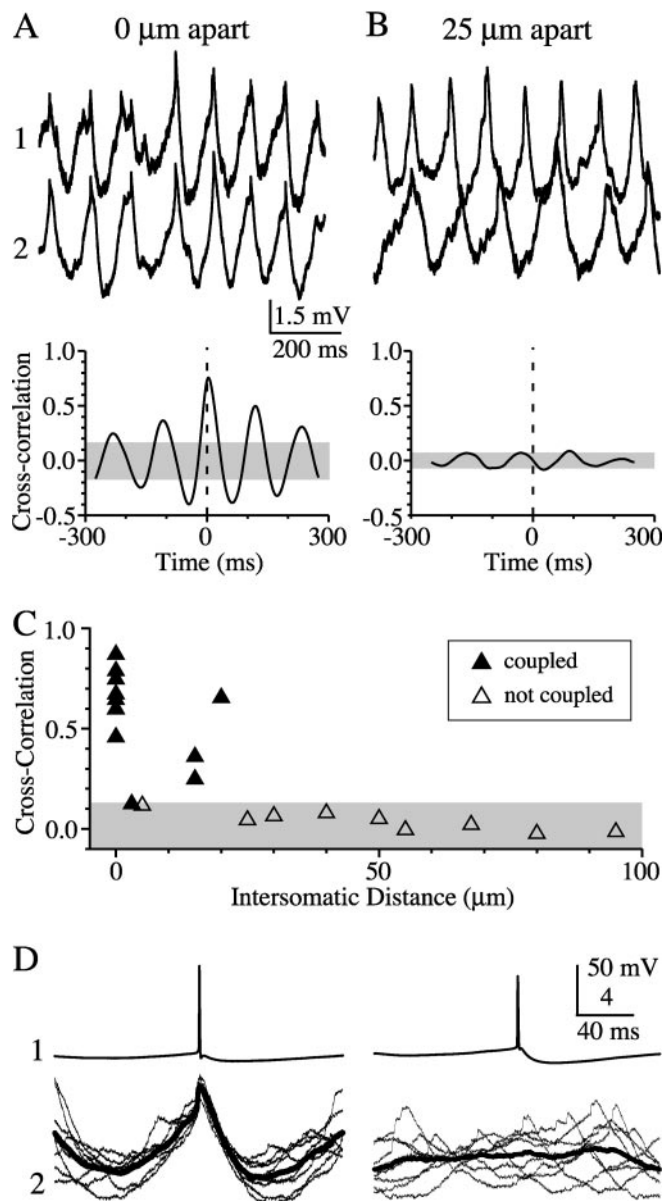 A 0 μm apart
B 25 μm apart
1
2
1.5 mV
200 ms
Cross-correlation
1.0
0.5
0.0
-0.5
-300 0 300
Time (ms)
1.0
0.5
0.0
-0.5
-300 0 300
Time (ms)
C
Cross-Correlation
1.0
0.5
0.0
coupled
not coupled
0 50 100
Intersomatic Distance (μm)
D
50 mV
4
40 ms
1
2